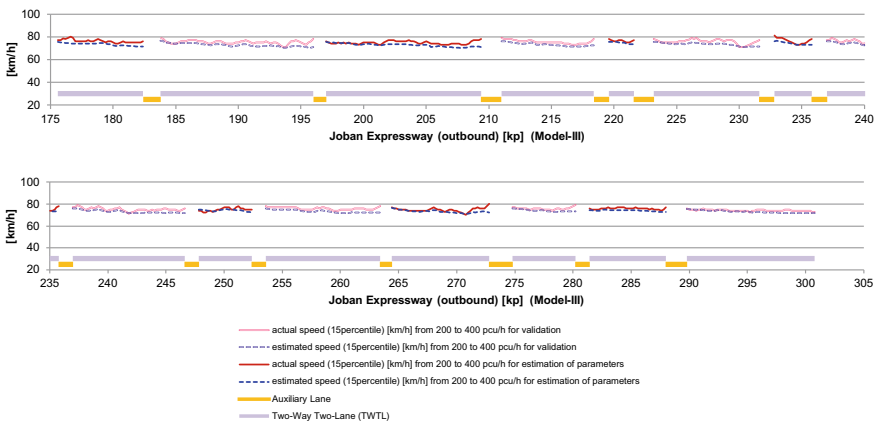 100
80
60
40
20
[km/h]
175 180 185 190 195 200 205 210 215 220 225 230 235 240
Joban Expressway (outbound) [kp] (Model-III)
100
80
60
40
20
[km/h]
235 240 245 250 255 260 265 270 275 280 285 290 295 300 305
Joban Expressway (outbound) [kp] (Model-III)
actual speed (15percentile) [km/h] from 200 to 400 pcu/h for validation
estimated speed (15percentile) [km/h] from 200 to 400 pcu/h for validation
actual speed (15percentile) [km/h] from 200 to 400 pcu/h for estimation of parameters
estimated speed (15percentile) [km/h] from 200 to 400 pcu/h for estimation of parameters
Auxiliary Lane
Two-Way Two-Lane (TWTL)